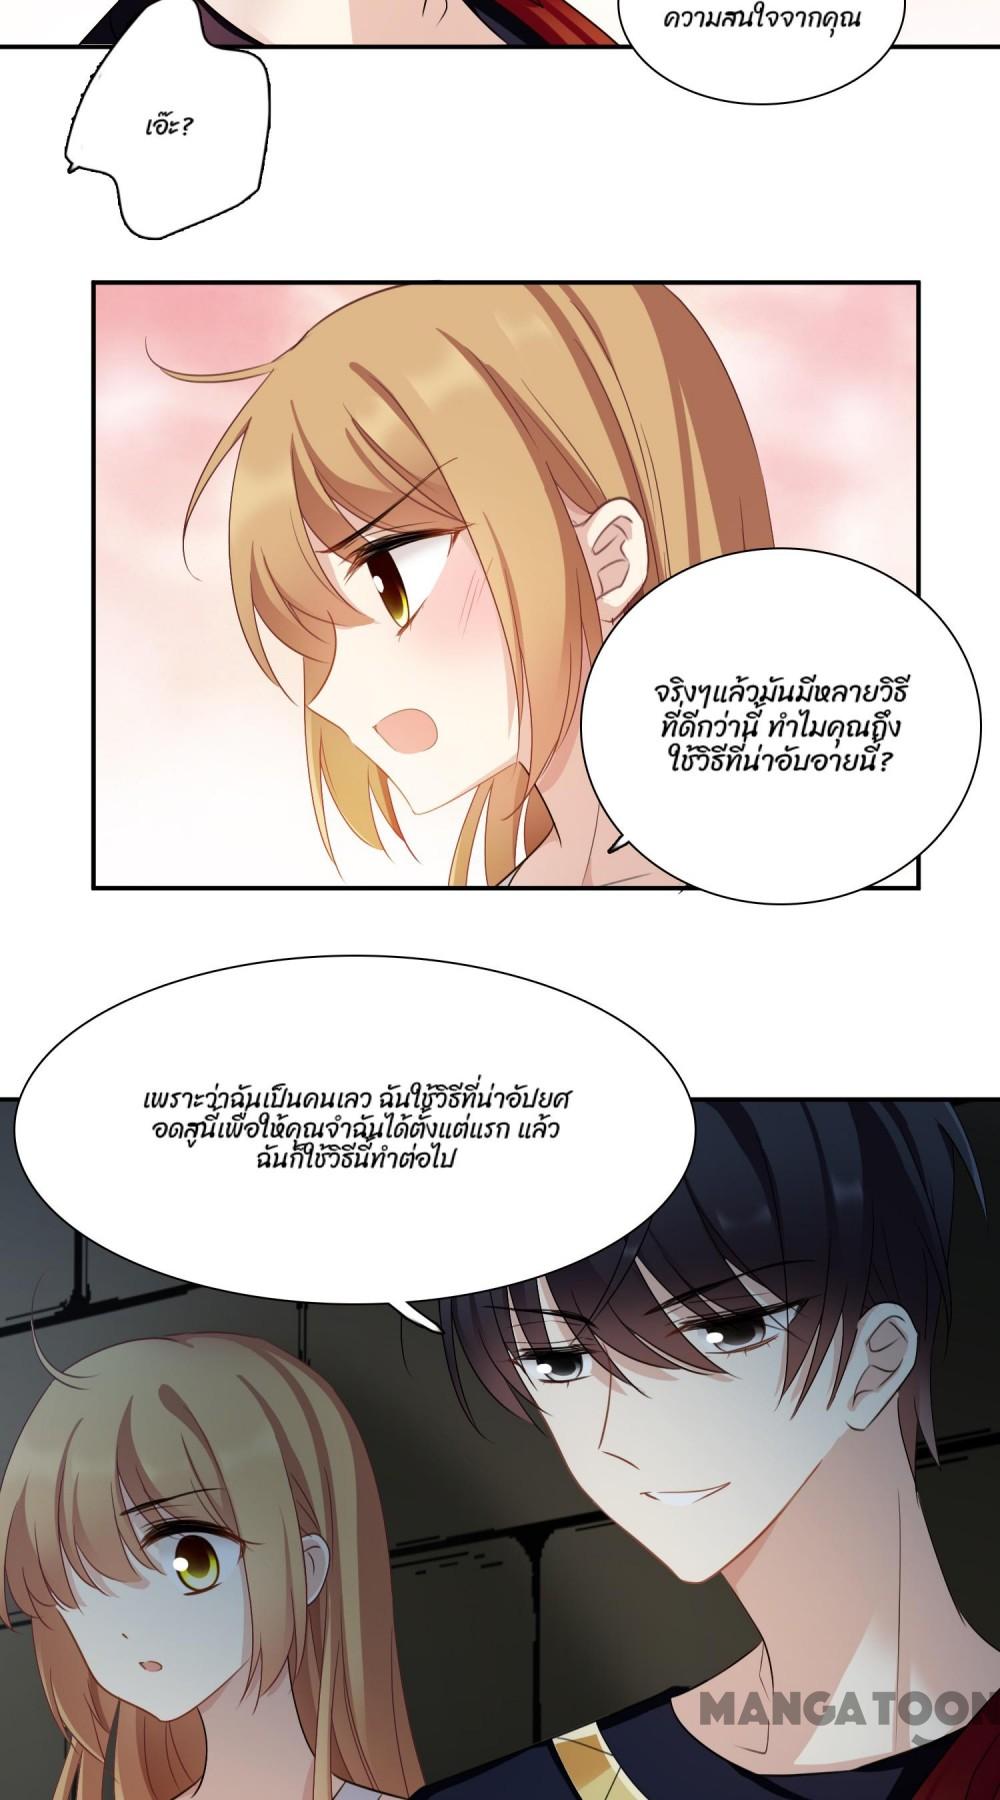 ความสนใจจากคุณ
เอ๊ะ?
จริงๆแล้วมันมีหลายวิธี
ที่ดีกว่านี้ ทำไมคุณถึง
ใช้วิธีที่น่าอับอายนี้?
เพราะว่าฉันเป็นคนเลว ฉันใช้วิธีที่น่าอัปยศ
อดสูนี้เพื่อให้คุณจำฉันได้ตั้งแต่แรก แล้ว
ฉันก็ใช้วิธีนี้ทำต่อไป
MANGATOON